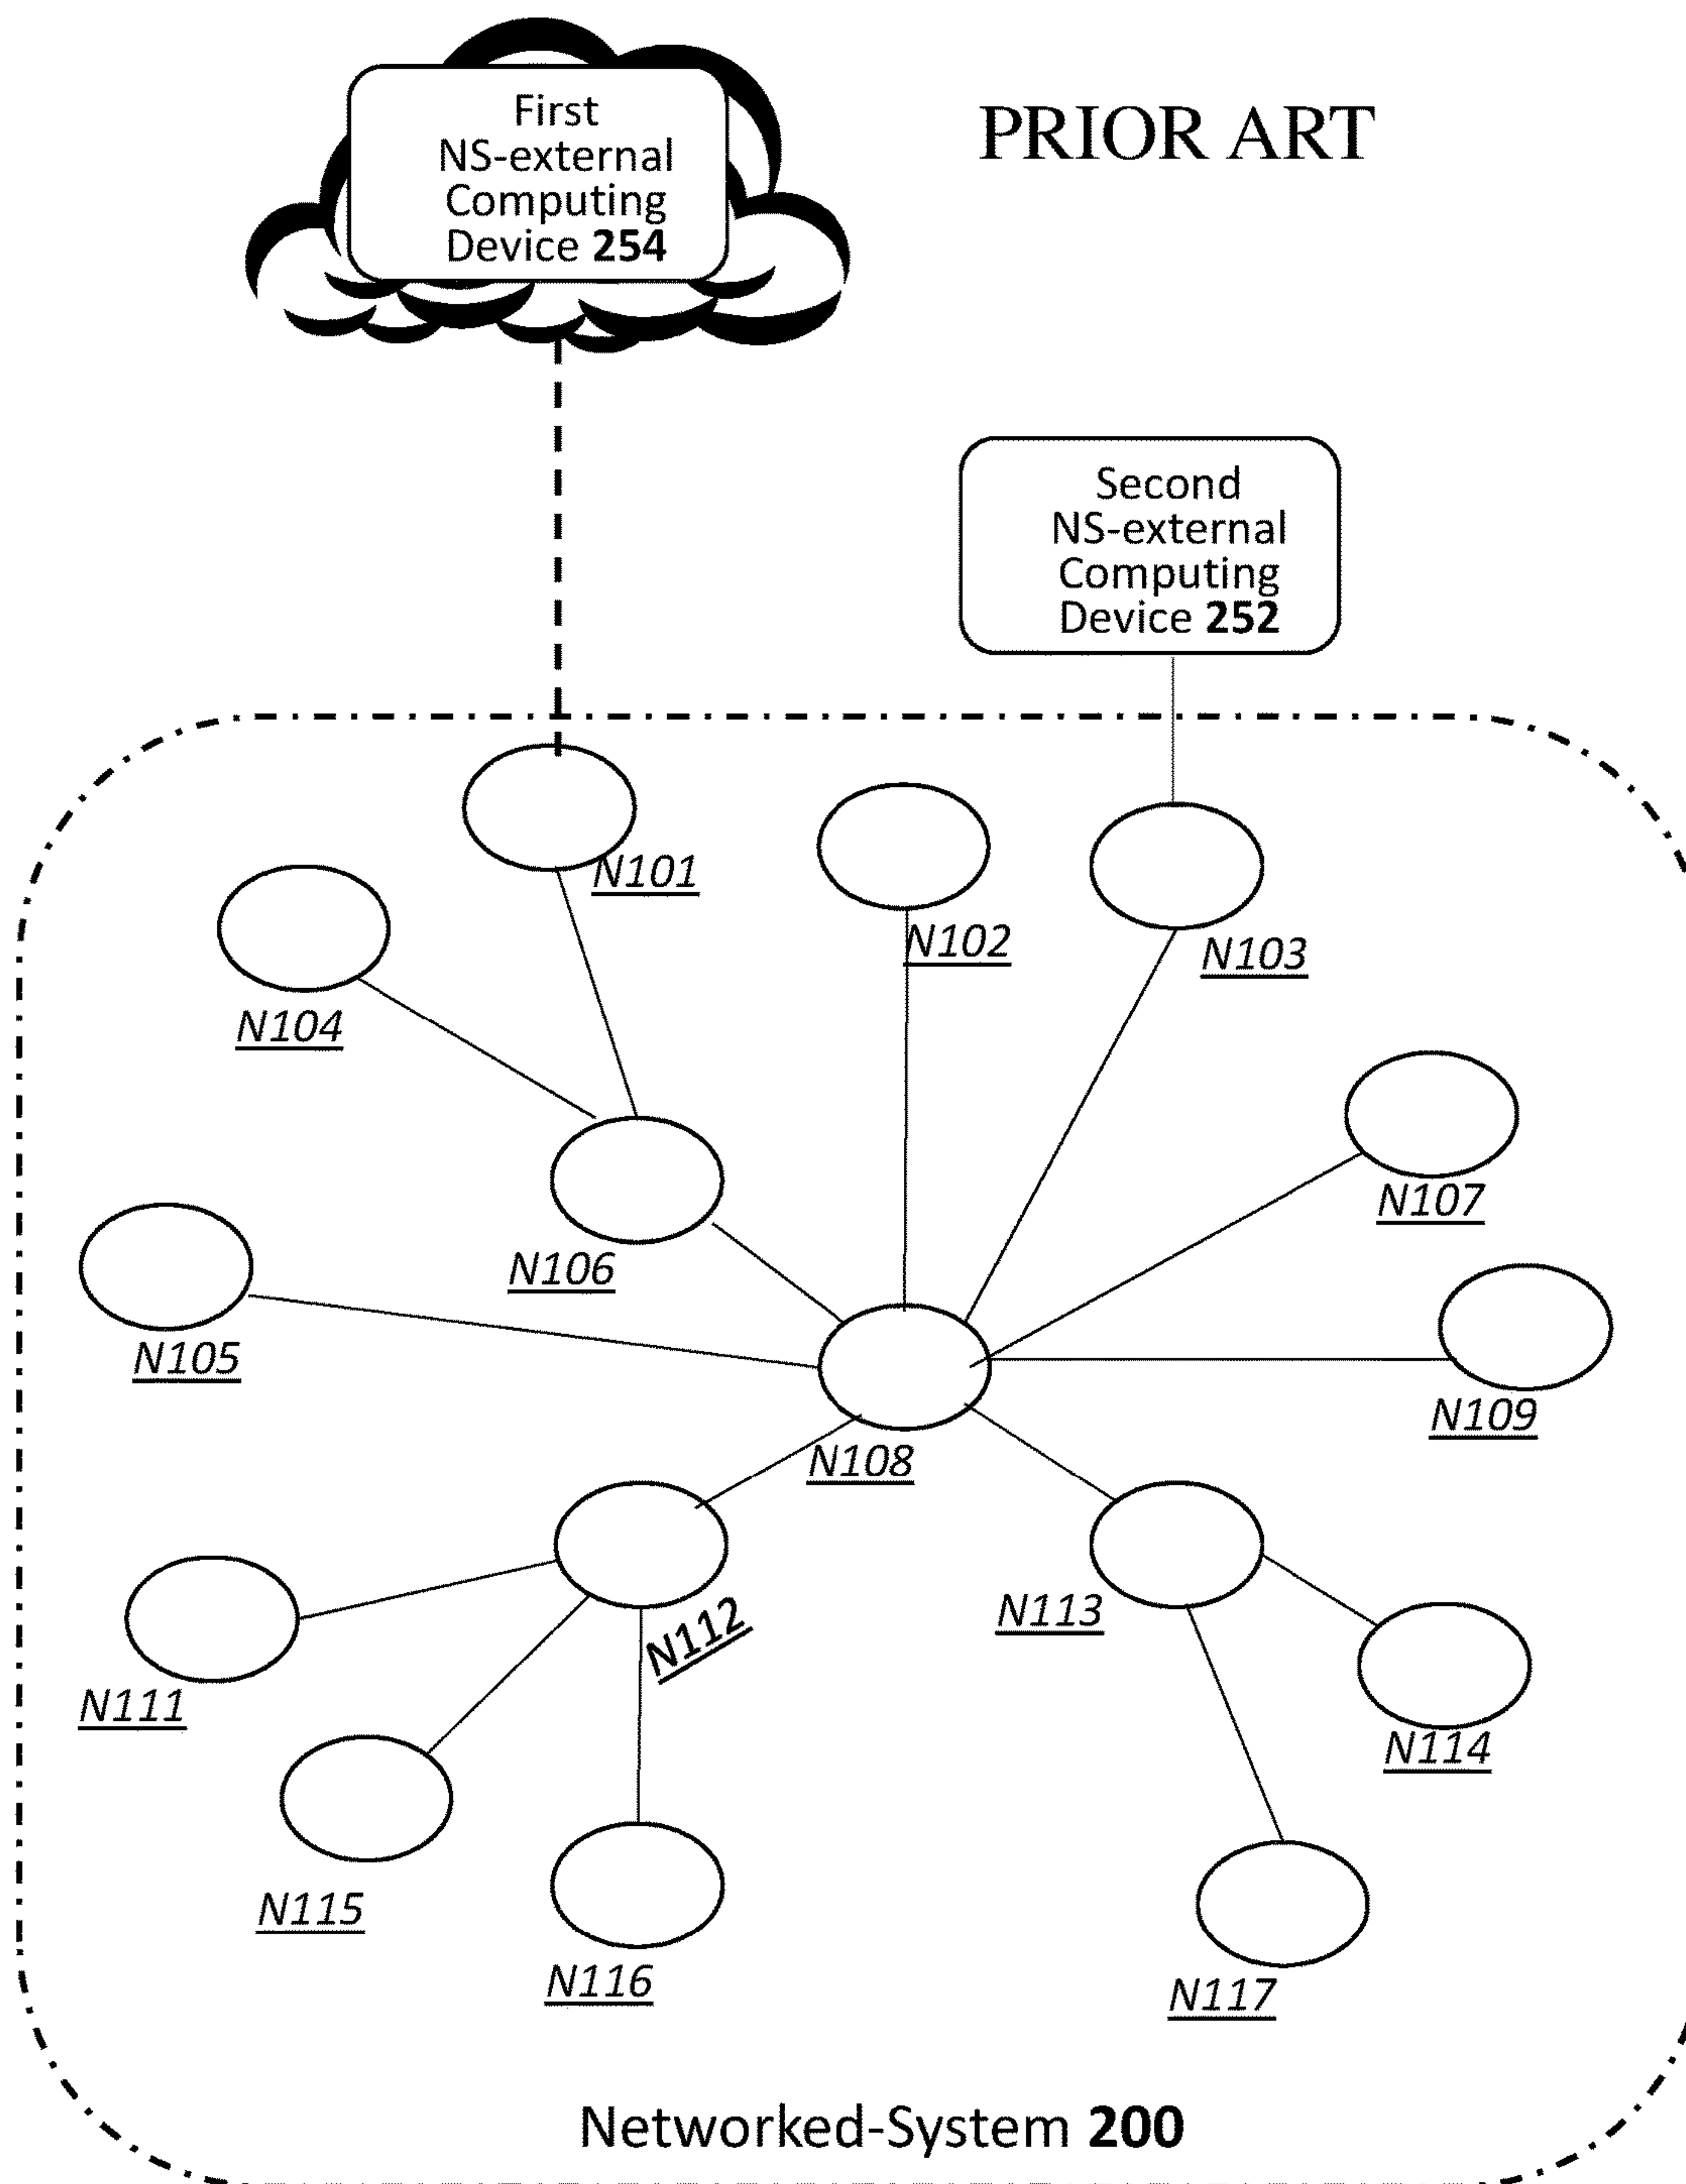 First
NS-external
Computing
Device 254
PRIOR ART
Second
NS-external
Computing
Device 252
N101
N102
N103
N104
N107
N106
N105
N109
N108
N112
N113
N111
N114
N115
N116
N117
Networked-System 200